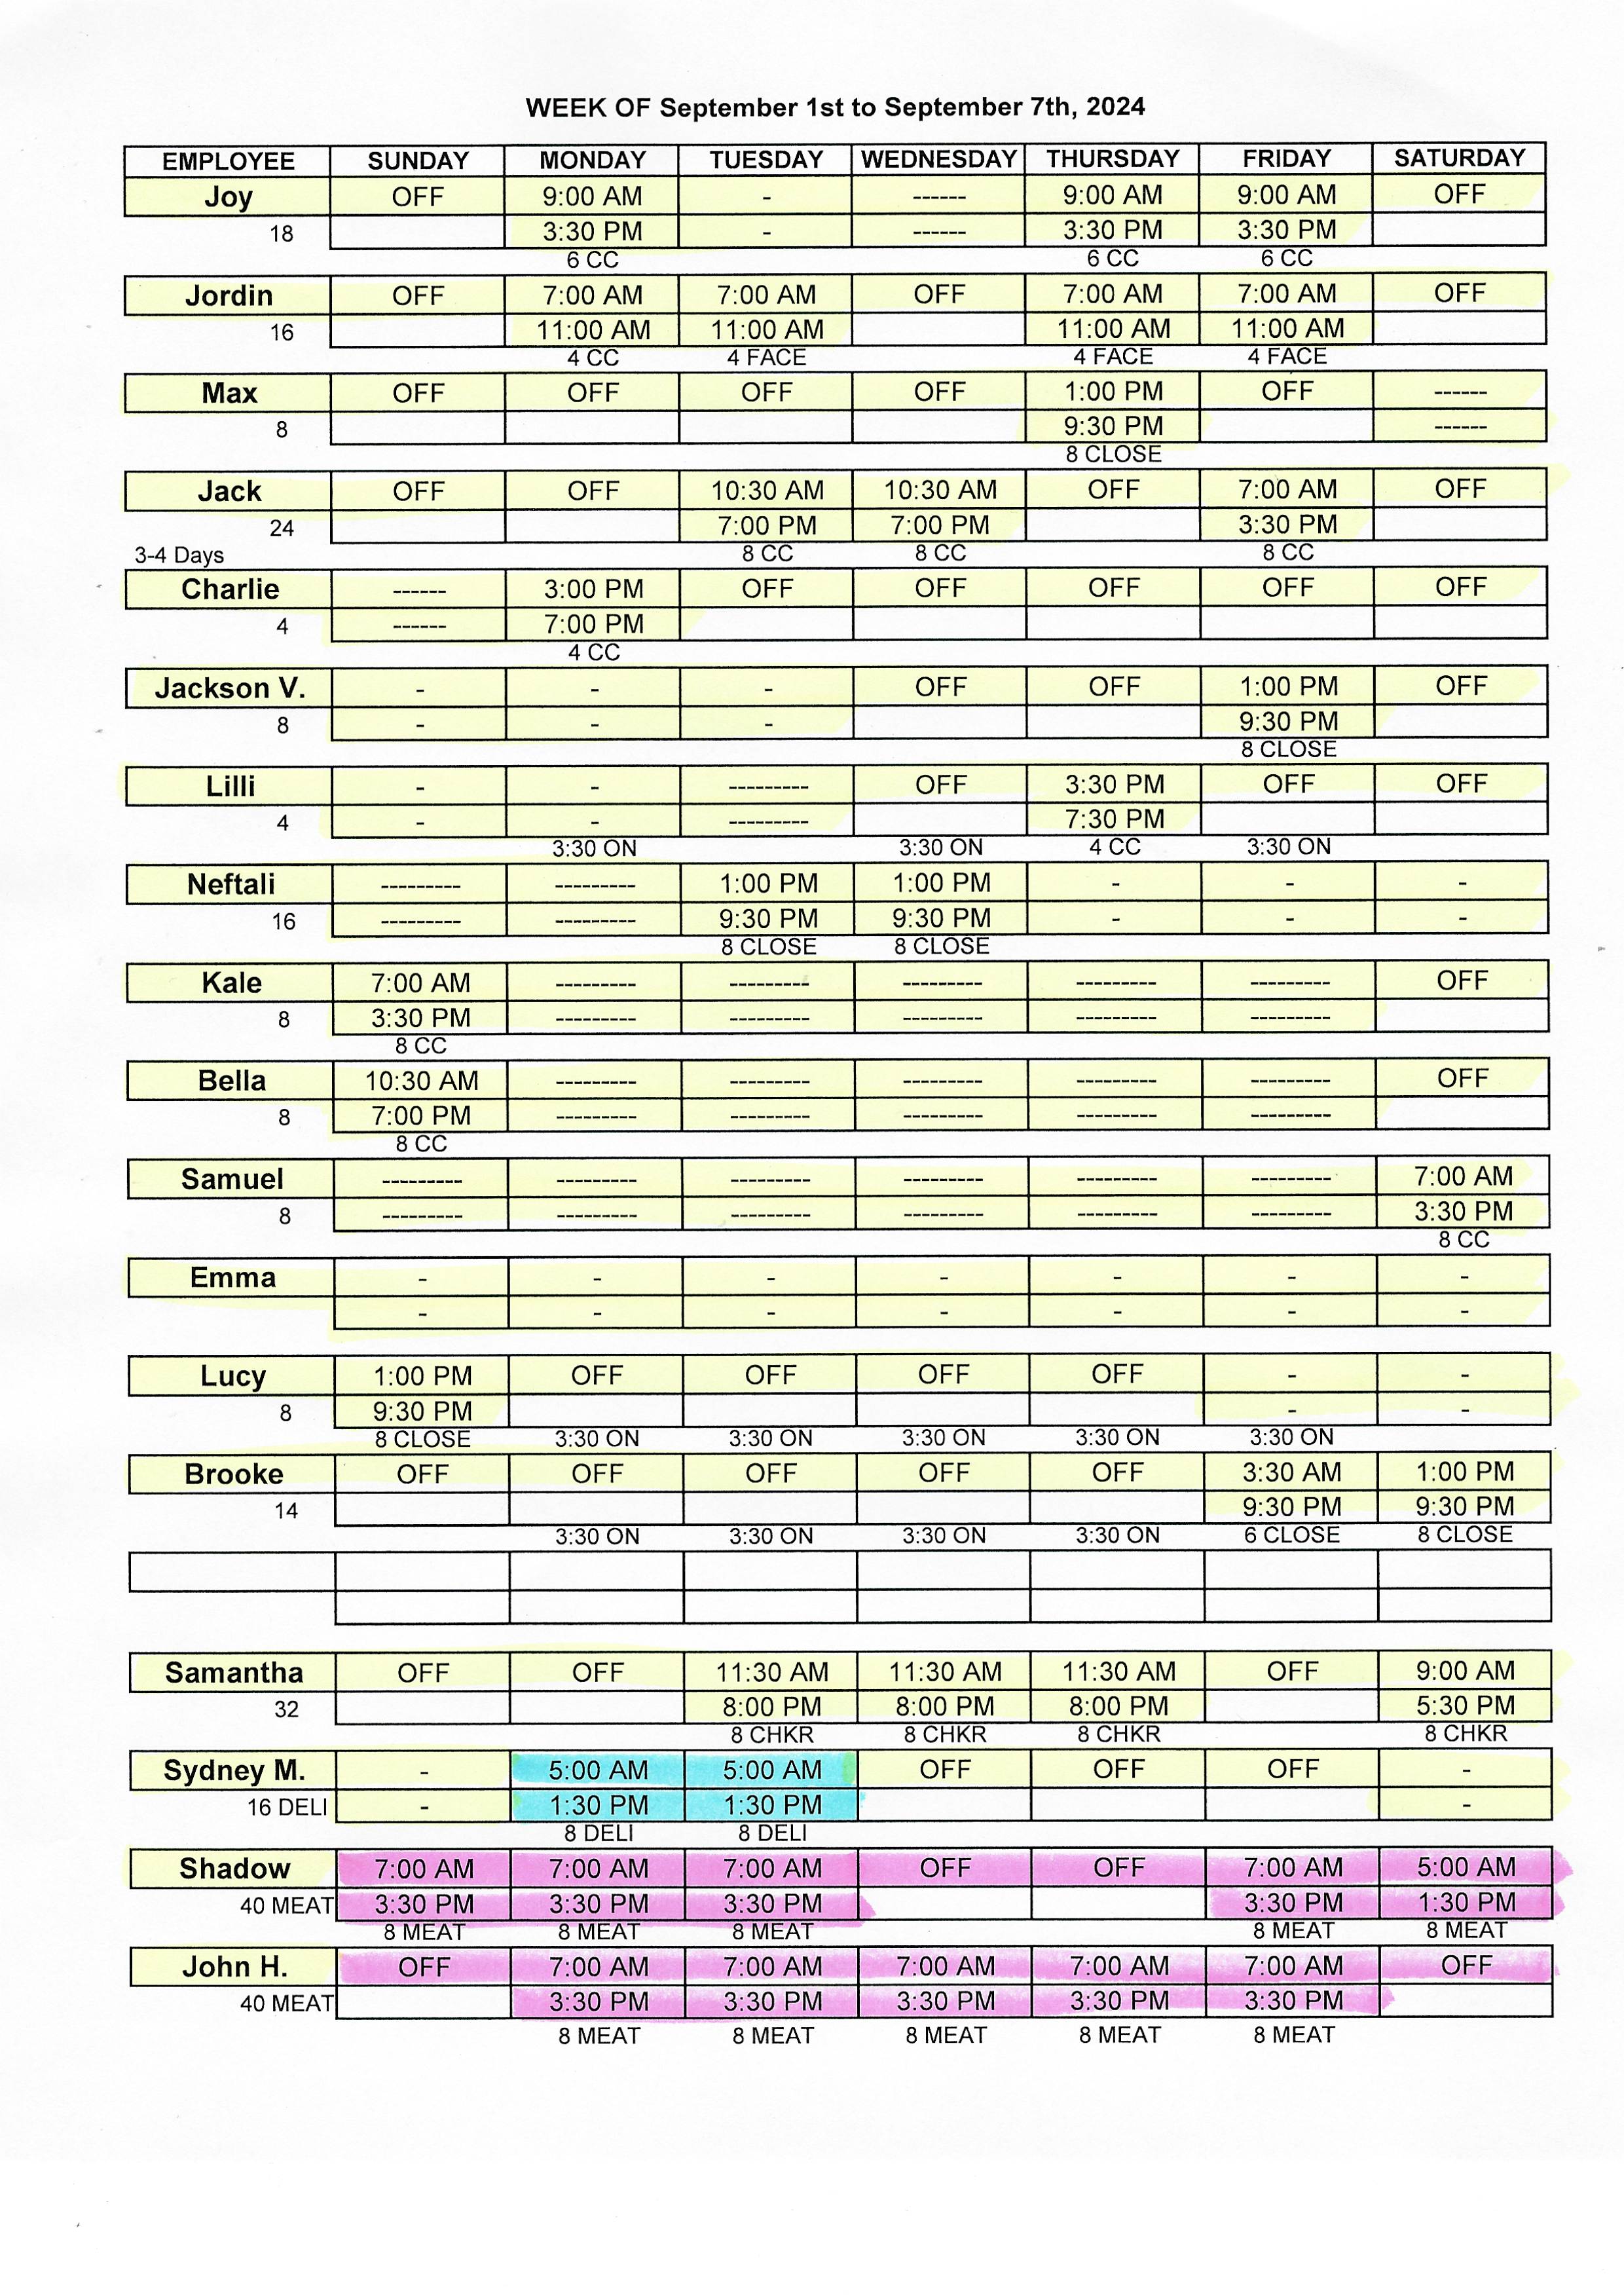 WEEK OF September 1st to September 7th, 2024
EMPLOYEE SUNDAY MONDAY TUESDAY WEDNESDAY THURSDAY FRIDAY SATURDAY
Joy OFF 9:00 AM - ------ 9:00 AM 9:00 AM OFF
18 3:30 PM - ------ 3:30 PM 3:30 PM
6 CC 6 CC 6 CC
Jordin OFF 7:00 AM 7:00 AM OFF 7:00 AM 7:00 AM OFF
16 11:00 AM 11:00 AM 11:00 AM 11:00 AM
4 CC 4 FACE 4 FACE 4 FACE
Max OFF OFF OFF OFF 1:00 PM OFF ------
8 9:30 PM ------
8 CLOSE
Jack OFF OFF 10:30 AM 10:30 AM OFF 7:00 AM OFF
24 7:00 PM 7:00 PM 3:30 PM
3-4 Days 8 CC 8 CC 8 CC
Charlie ------ 3:00 PM OFF OFF OFF OFF OFF
4 ------ 7:00 PM
4 CC
Jackson V. - - - OFF OFF 1:00 PM OFF
8 - - - 9:30 PM
8 CLOSE
Lilli - - --------- OFF 3:30 PM OFF OFF
4 - - --------- 7:30 PM
3:30 ON 3:30 ON 4 CC 3:30 ON
Neftali --------- --------- 1:00 PM 1:00 PM - - -
16 --------- --------- 9:30 PM 9:30 PM - - -
8 CLOSE 8 CLOSE
Kale 7:00 AM --------- --------- --------- --------- --------- OFF
8 3:30 PM --------- --------- --------- --------- ---------
8 CC
Bella 10:30 AM --------- --------- --------- --------- --------- OFF
8 7:00 PM --------- --------- --------- --------- ---------
8 CC
Samuel --------- --------- --------- --------- --------- --------- 7:00 AM
8 --------- --------- --------- --------- --------- --------- 3:30 PM
8 CC
Emma - - - - - - -
- - - - - - -
Lucy 1:00 PM OFF OFF OFF OFF - -
8 9:30 PM - -
8 CLOSE 3:30 ON 3:30 ON 3:30 ON 3:30 ON 3:30 ON
Brooke OFF OFF OFF OFF OFF 3:30 AM 1:00 PM
14 9:30 PM 9:30 PM
3:30 ON 3:30 ON 3:30 ON 3:30 ON 6 CLOSE 8 CLOSE
Samantha OFF OFF 11:30 AM 11:30 AM 11:30 AM OFF 9:00 AM
32 8:00 PM 8:00 PM 8:00 PM 5:30 PM
8 CHKR 8 CHKR 8 CHKR 8 CHKR
Sydney M. - 5:00 AM 5:00 AM OFF OFF OFF -
16 DELI - 1:30 PM 1:30 PM -
8 DELI 8 DELI
Shadow 7:00 AM 7:00 AM 7:00 AM OFF OFF 7:00 AM 5:00 AM
40 MEAT 3:30 PM 3:30 PM 3:30 PM 3:30 PM 1:30 PM
8 MEAT 8 MEAT 8 MEAT 8 MEAT 8 MEAT
John H. OFF 7:00 AM 7:00 AM 7:00 AM 7:00 AM 7:00 AM OFF
40 MEAT 3:30 PM 3:30 PM 3:30 PM 3:30 PM 3:30 PM
8 MEAT 8 MEAT 8 MEAT 8 MEAT 8 MEAT